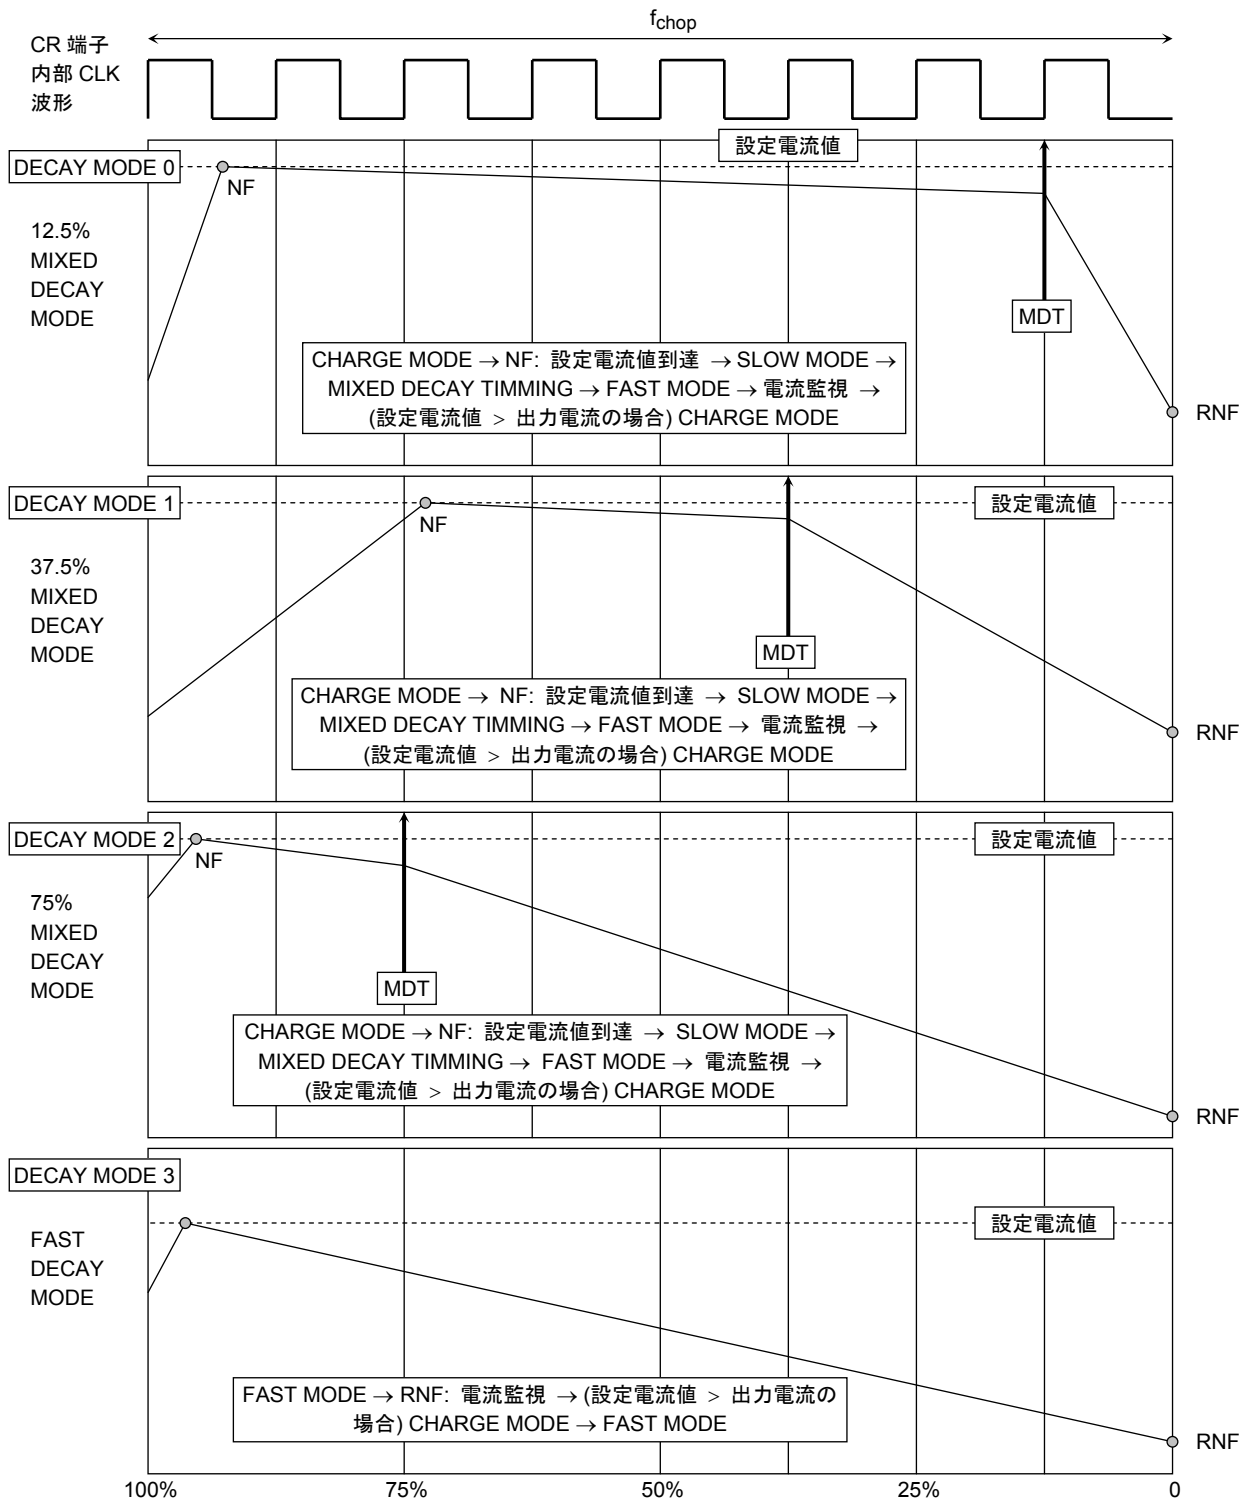 fchop
CR 端子
内部 CLK
波形
設定電流値
DECAY MODE 0
NF
12.5%
MIXED
DECAY
MODE
MDT
CHARGE MODE → NF: 設定電流値到達 → SLOW MODE →
MIXED DECAY TIMMING → FAST MODE → 電流監視 →
(設定電流値 > 出力電流の場合) CHARGE MODE
RNF
DECAY MODE 1
設定電流値
NF
37.5%
MIXED
DECAY
MODE
MDT
CHARGE MODE → NF: 設定電流値到達 → SLOW MODE →
MIXED DECAY TIMMING → FAST MODE → 電流監視 →
(設定電流値 > 出力電流の場合) CHARGE MODE
RNF
DECAY MODE 2
設定電流値
NF
75%
MIXED
DECAY
MODE
MDT
CHARGE MODE → NF: 設定電流値到達 → SLOW MODE →
MIXED DECAY TIMMING → FAST MODE → 電流監視 →
(設定電流値 > 出力電流の場合) CHARGE MODE
RNF
DECAY MODE 3
設定電流値
FAST
DECAY
MODE
FAST MODE → RNF: 電流監視 → (設定電流値 > 出力電流の
場合) CHARGE MODE → FAST MODE
RNF
100% 75% 50% 25% 0